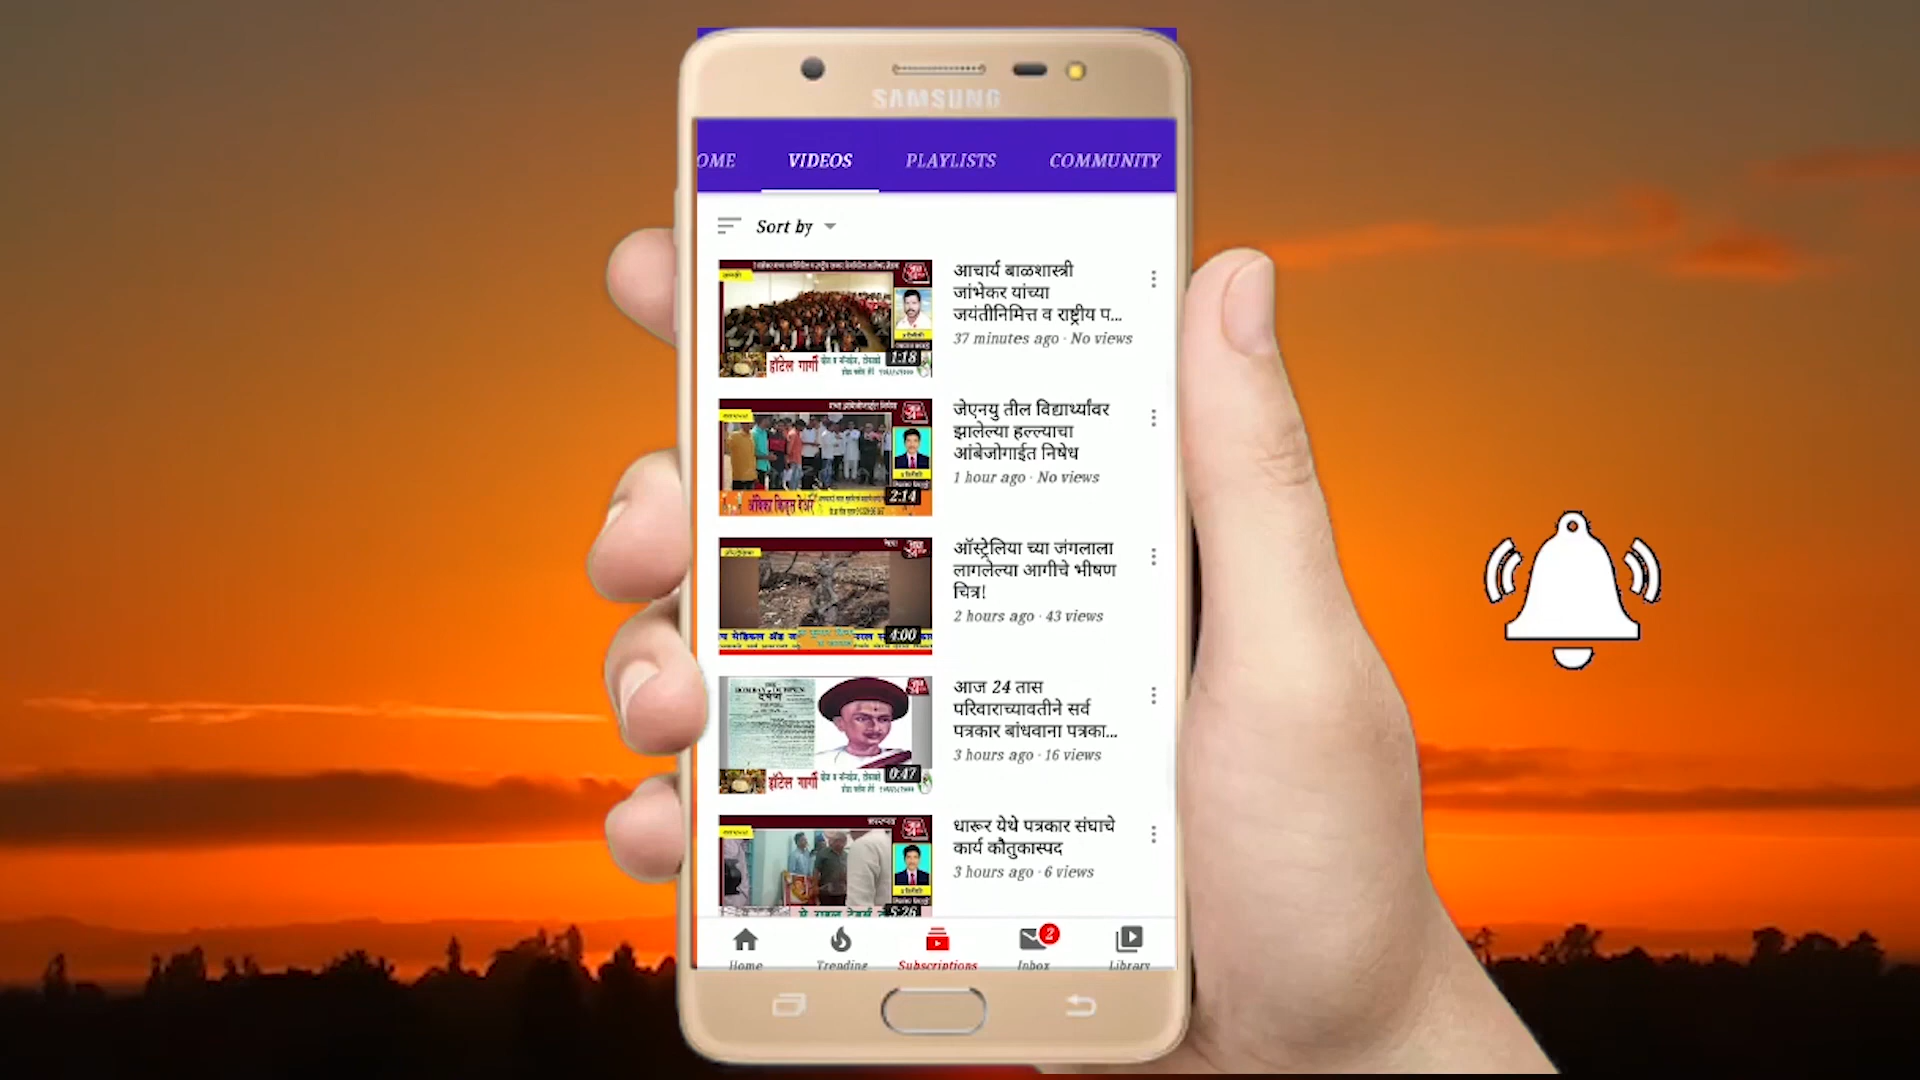 SAMSUNG
OME VIDEOS PLAYLISTS COMMUNITY
Sort by
आचार्य बाळशास्त्री
जांभेकर यांच्या
जयंतीनिमित्त व राष्ट्रीय प...
37 minutes ago · No views
हॉटेल गार्गी
1:18
जेएनयु तील विद्यार्थ्यांवर
झालेल्या हल्ल्याचा
आंबेजोगाईत निषेध
1 hour ago · No views
2:14
ऑस्ट्रेलिया च्या जंगलाला
लागलेल्या आगीचे भीषण
चित्र!
2 hours ago · 43 views
4:00
आज 24 तास
परिवाराच्यावतीने सर्व
पत्रकार बांधवाना पत्रका...
3 hours ago · 16 views
हॉटेल गार्गी
0:47
धारूर येथे पत्रकार संघाचे
कार्य कौतुकास्पद
3 hours ago · 6 views
5:26
2
Home Trending Subscriptions Inbox Library